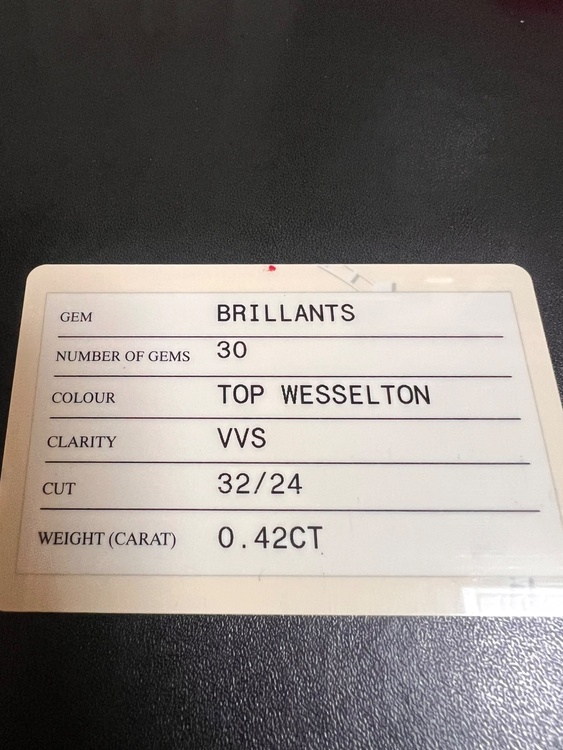 GEM BRILLANTS
NUMBER OF GEMS 30
COLOUR TOP WESSELTON
CLARITY VVS
CUT 32/24
WEIGHT (CARAT) 0.42CT